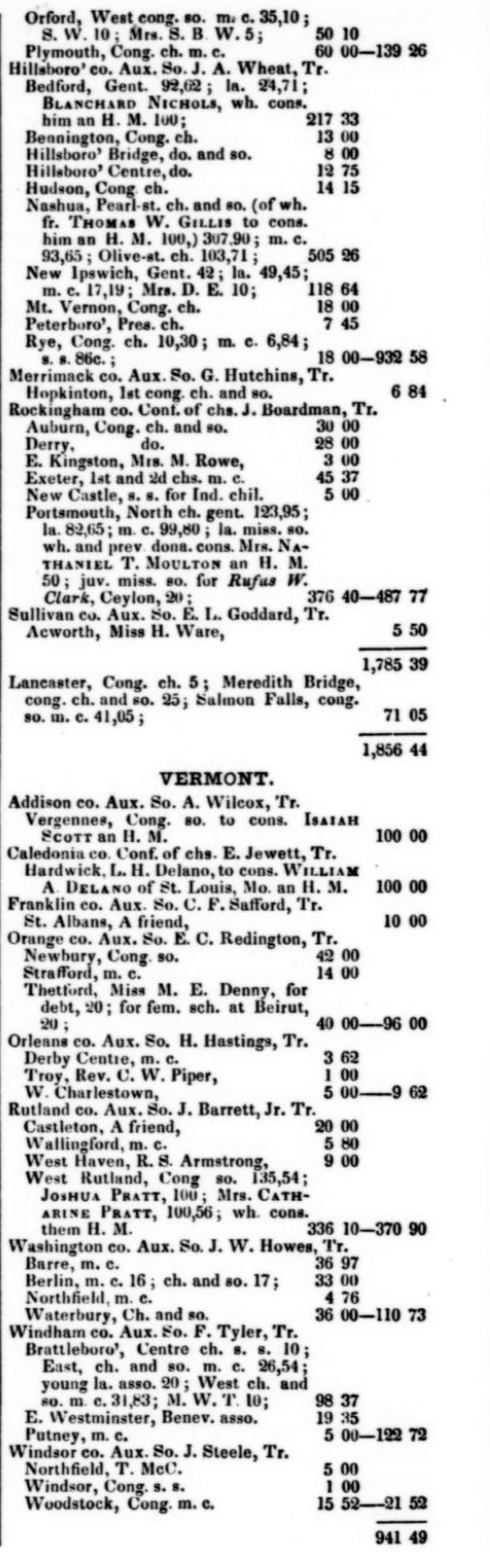 Orford, West cong. so. m. c. 35,10;
S. W. 10; Mrs. S. B. W. 5; 50 10
Plymouth, Cong. ch. m. c. 60 00—139 26
Hillsboro' co. Aux. So. J. A. Wheat, Tr.
Bedford, Gent. 92,62; la. 24,71;
BLANCHARD NICHOLS, wh. cons.
him an H. M. 100; 217 33
Bennington, Cong. ch. 13 00
Hillsboro' Bridge, do. and so. 8 00
Hillsboro' Centre, do. 12 75
Hudson, Cong. ch. 14 15
Nashua, Pearl-st. ch. and so. (of wh.
fr. THOMAS W. GILLIS to cons.
him an H. M. 100,) 307.90; m. c.
93,65; Olive-st. ch. 103,71; 505 26
New Ipswich, Gent. 42; la. 49,45;
m. c. 17,19; Mrs. D. E. 10; 118 64
Mt. Vernon, Cong. ch. 18 00
Peterboro', Pres. ch. 7 45
Rye, Cong. ch. 10,30; m. c. 6,84;
s. s. 86c.; 18 00—932 58
Merrimack co. Aux. So. G. Hutchins, Tr.
Hopkinton, 1st cong. ch. and so. 6 84
Rockingham co. Conf. of chs. J. Boardman, Tr.
Auburn, Cong. ch. and so. 30 00
Derry, do. 28 00
E. Kingston, Mrs. M. Rowe, 3 00
Exeter, 1st and 2d chs. m. c. 45 37
New Castle, s. s. for Ind. chil. 5 00
Portsmouth, North ch. gent. 123,95;
la. 82,65; m. c. 99,80; la. miss. so.
wh. and prev. dona. cons. Mrs. NA-
THANIEL T. MOULTON an H. M.
50; juv. miss. so. for Rufus W.
Clark, Ceylon, 20; 376 40—487 77
Sullivan co. Aux. So. E. L. Goddard, Tr.
Acworth, Miss H. Ware, 5 50
1,785 39
Lancaster, Cong. ch. 5; Meredith Bridge,
cong. ch. and so. 25; Salmon Falls, cong.
so. m. c. 41,05; 71 05
1,856 44
VERMONT.
Addison co. Aux. So. A. Wilcox, Tr.
Vergennes, Cong. so. to cons. ISAIAH
SCOTT an H. M. 100 00
Caledonia co. Conf. of chs. E. Jewett, Tr.
Hardwick, L. H. Delano, to cons. WILLIAM
A. DELANO of St. Louis, Mo. an H. M. 100 00
Franklin co. Aux. So. C. F. Safford, Tr.
St. Albans, A friend, 10 00
Orange co. Aux. So. E. C. Redington, Tr.
Newbury, Cong. so. 42 00
Strafford, m. c. 14 00
Thetford, Miss M. E. Denny, for
debt, 20; for fem. sch. at Beirut,
20; 40 00—96 00
Orleans co. Aux. So. H. Hastings, Tr.
Derby Centre, m. c. 3 62
Troy, Rev. C. W. Piper, 1 00
W. Charlestown, 5 00—9 62
Rutland co. Aux. So. J. Barrett, Jr. Tr.
Castleton, A friend, 20 00
Wallingford, m. c. 5 80
West Haven, R. S. Armstrong, 9 00
West Rutland, Cong so. 135,54;
JOSHUA PRATT, 100; Mrs. CATH-
ARINE PRATT, 100,56; wh. cons.
them H. M. 336 10—370 90
Washington co. Aux. So. J. W. Howes, Tr.
Barre, m. c. 36 97
Berlin, m. c. 16; ch. and so. 17; 33 00
Northfield, m. c. 4 76
Waterbury, Ch. and so. 36 00—110 73
Windham co. Aux. So. F. Tyler, Tr.
Brattleboro', Centre ch. s. s. 10;
East, ch. and so. m. c. 26,54;
young la. asso. 20; West ch. and
so. m. c. 31,83; M. W. T. 10; 98 37
E. Westminster, Benev. asso. 19 35
Putney, m. c. 5 00—122 72
Windsor co. Aux. So. J. Steele, Tr.
Northfield, T. McC. 5 00
Windsor, Cong. s. s. 1 00
Woodstock, Cong. m. c. 15 52—21 52
941 49